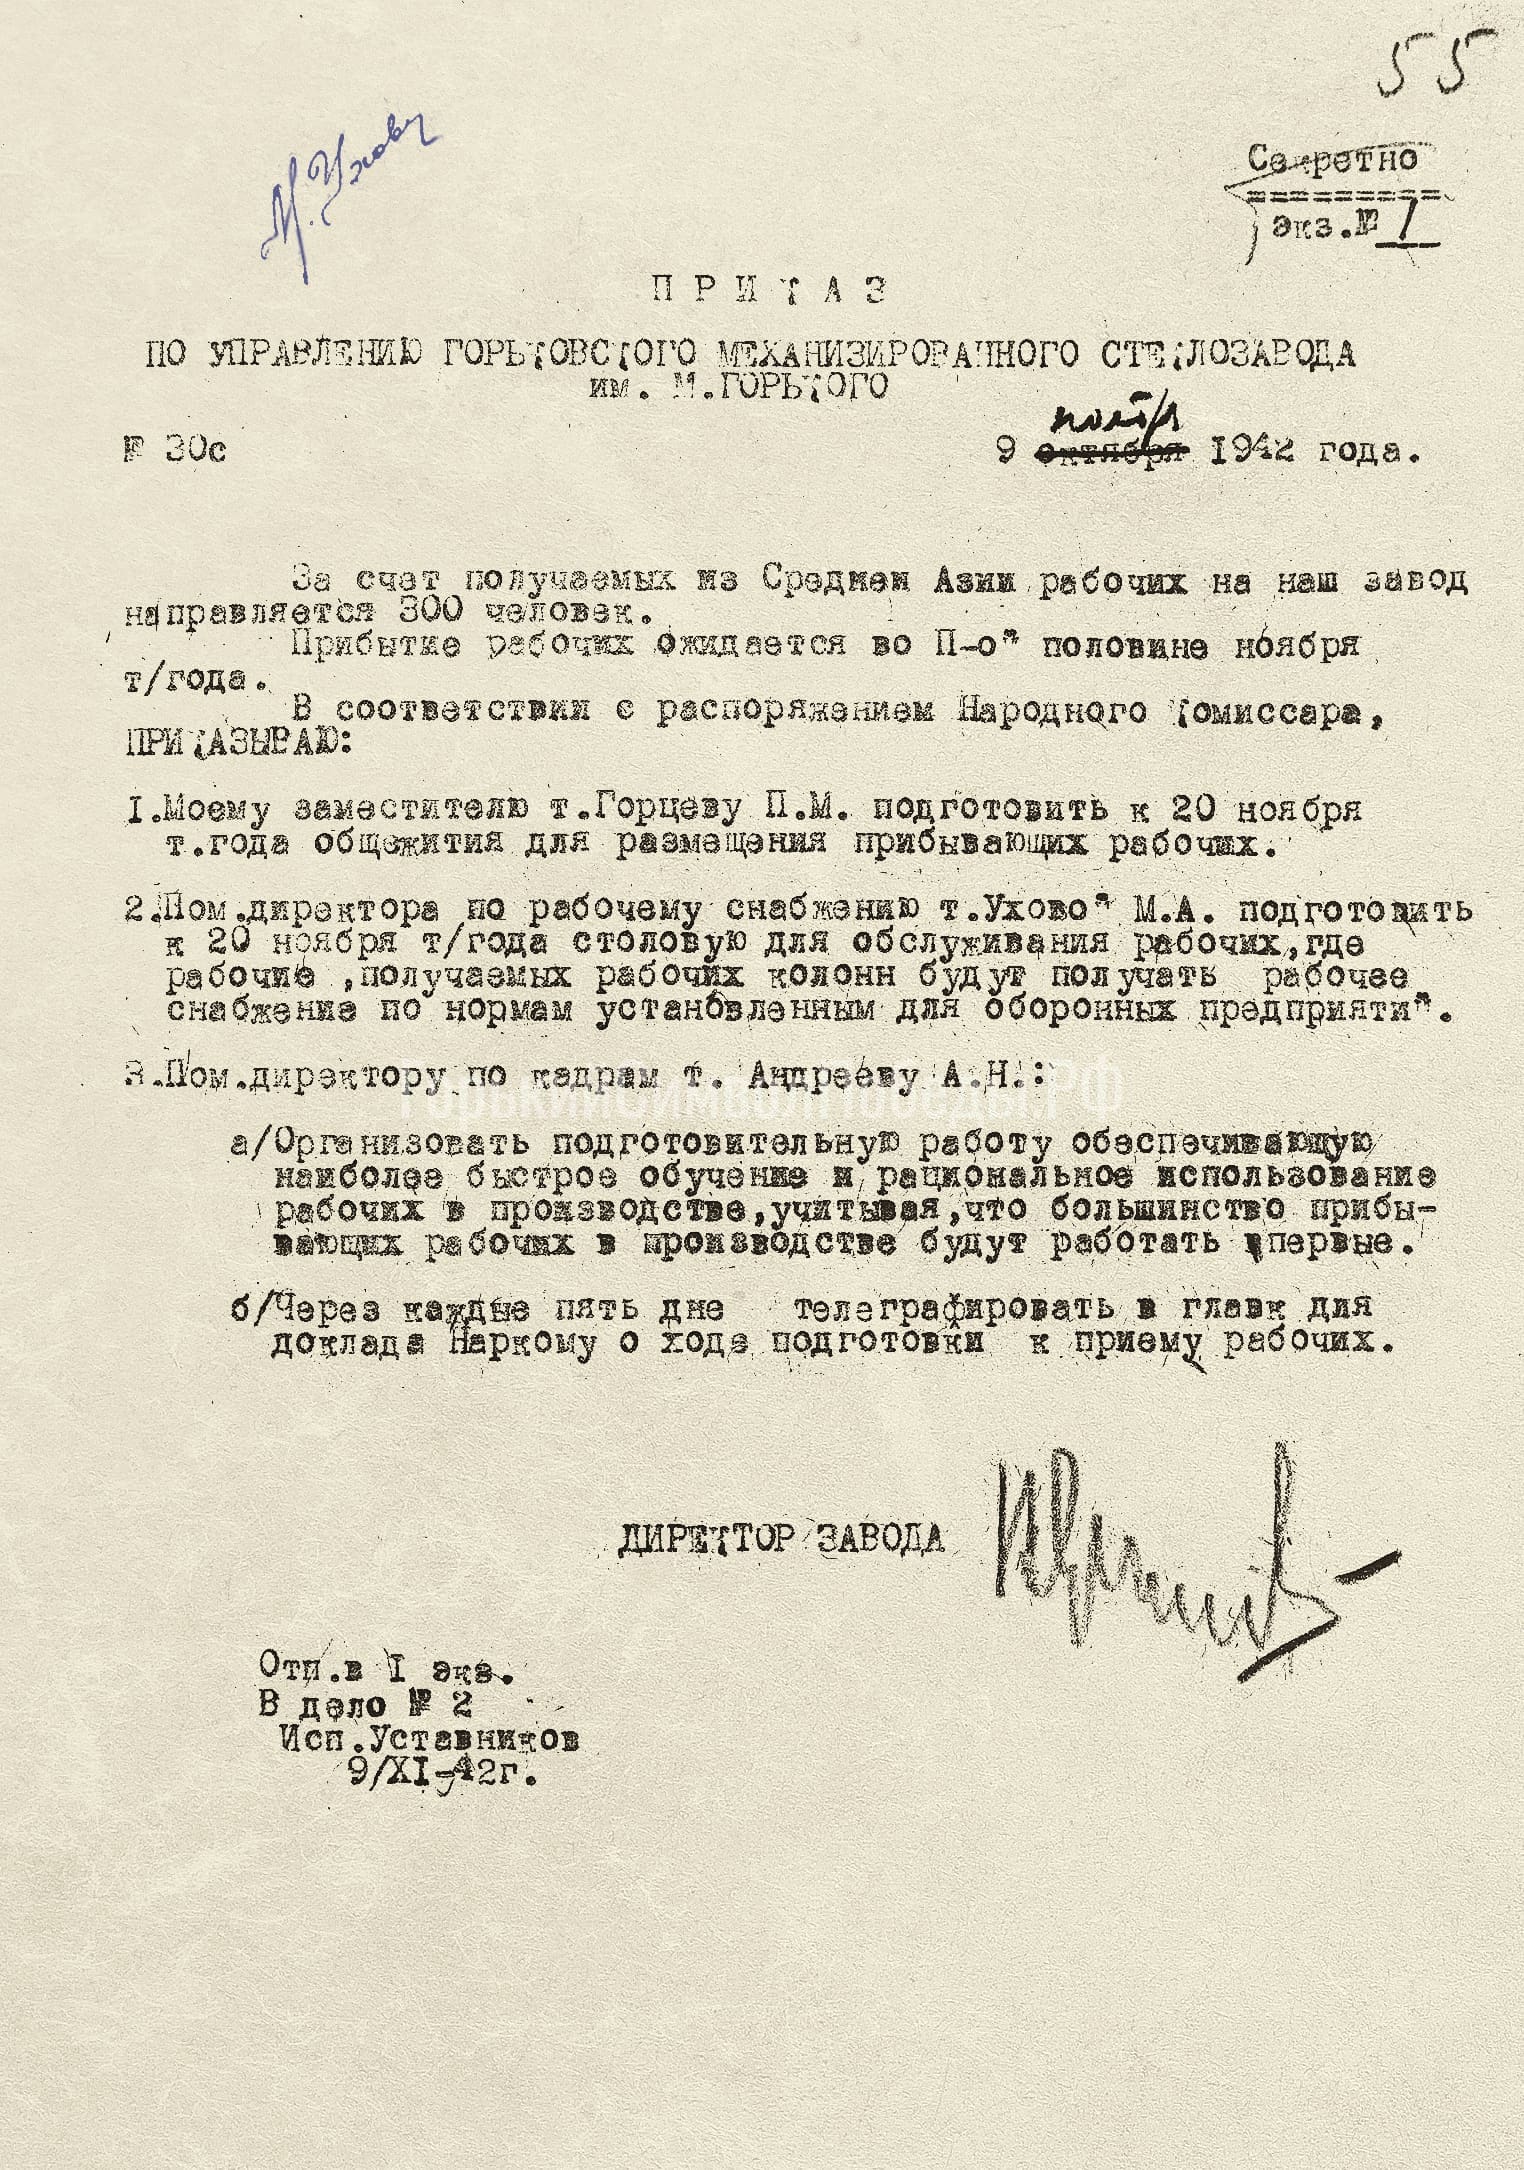 55
М. Ухову
Секретно
=========
Экз.№ 1
П Р И К А З
ПО УПРАВЛЕНИЮ ГОРЬКОВСКОГО МЕХАНИЗИРОВАННОГО СТЕКЛОЗАВОДА
им. М.ГОРЬКОГО
ноября
№ 30с 9 октября 1942 года.
За счет получаемых из Средней Азии рабочих на наш завод
направляется 300 человек.
Прибытие рабочих ожидается во П-ой половине ноября
т/года.
В соответствии с распоряжением Народного Комиссара,
ПРИКАЗЫВАЮ:
I.Моему заместителю т.Горцеву П.М. подготовить к 20 ноября
т.года общежития для размещения прибывающих рабочих.
2.Пом.директора по рабочему снабжению т.Уховой М.А. подготовить
к 20 ноября т/года столовую для обслуживания рабочих,где
рабочие ,получаемых рабочих колонн будут получать рабочее
снабжение по нормам установленным для оборонных предприятий.
3.Пом.директору по кадрам т. Андрееву А.Н.:
ГОРЬКИЙСИМВОЛПОБЕДЫ.РФ
а/Организовать подготовительную работу обеспечивающую
наиболее быстрое обучение и рациональное использование
рабочих в производстве,учитывая,что большинство прибы-
вающих рабочих в производстве будут работать впервые.
б/Через каждые пять дне телеграфировать в главк для
доклада Наркому о ходе подготовки к приему рабочих.
ДИРЕКТОР ЗАВОДА
Отп.в I экз.
В дело № 2
Исп.Уставников
9/XI-42г.